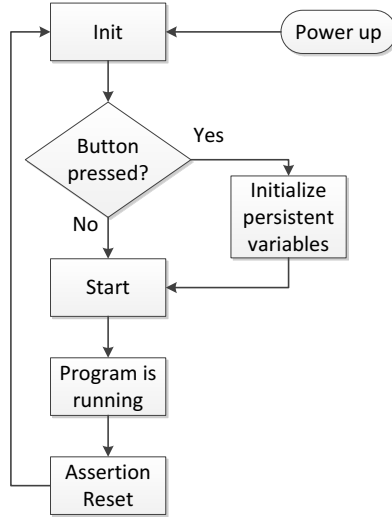 Init
Power up
Button
pressed?
Yes
Initialize
persistent
variables
No
Start
Program is
running
Assertion
Reset